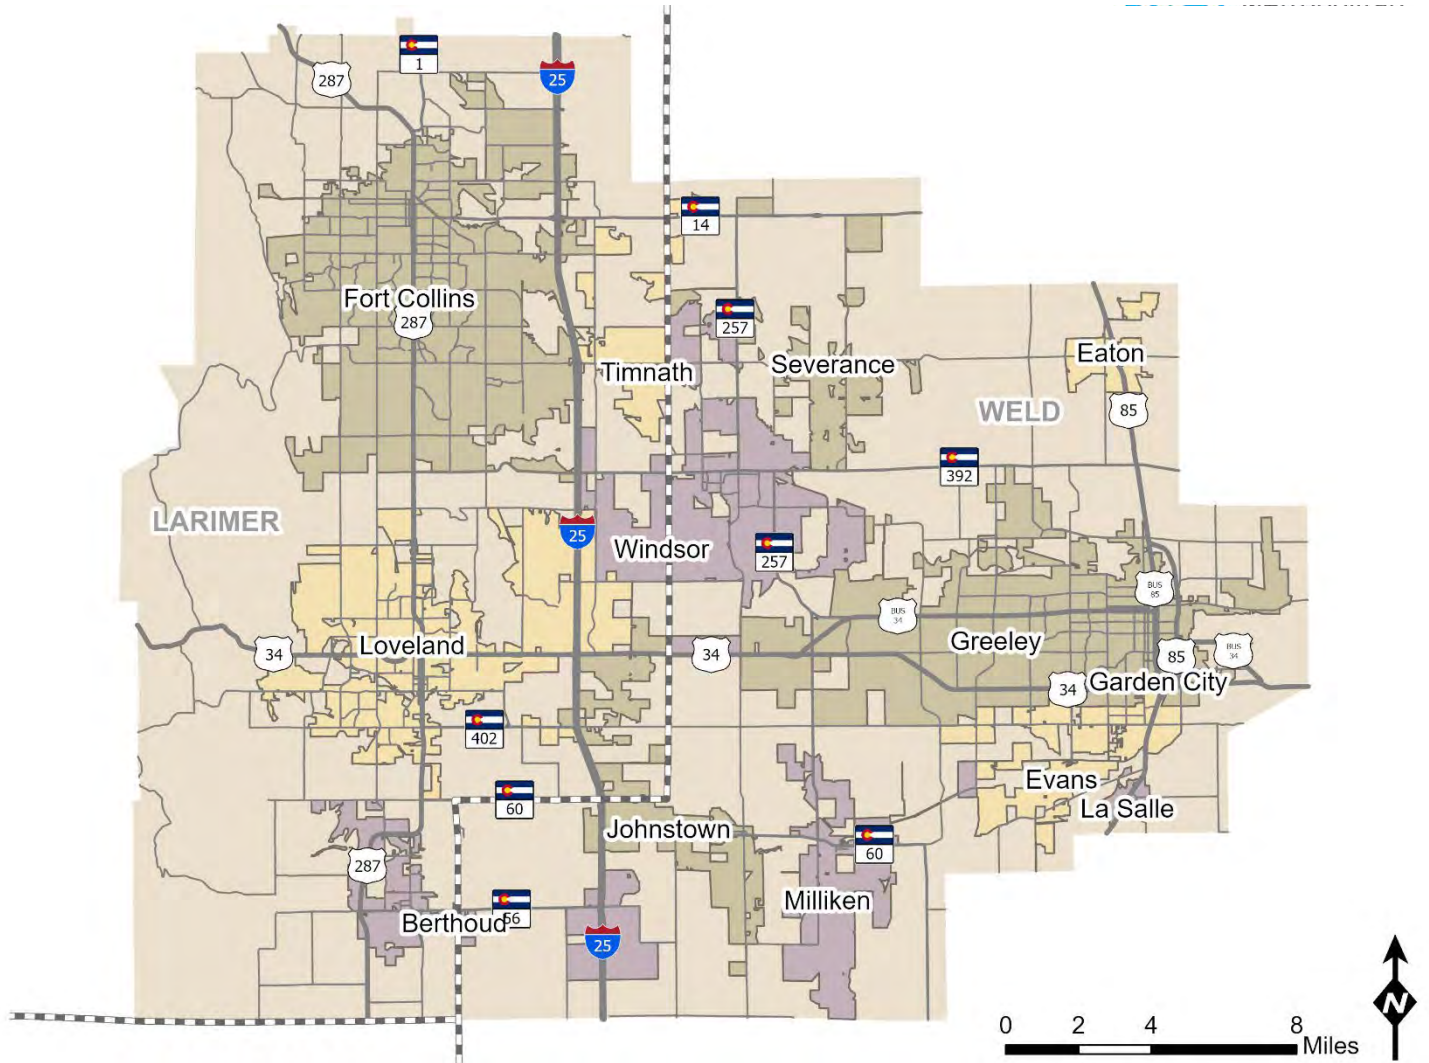 1
287
25
14
Fort Collins
287
257
Timnath
Severance
Eaton
WELD
85
392
LARIMER
25
Windsor
257
BUS
85
BUS
34
Loveland
34
34
Greeley
85
BUS
34
34
Garden City
402
Evans
60
La Salle
Johnstown
60
287
Milliken
Berthoud
56
25
N
0 2 4 8
Miles